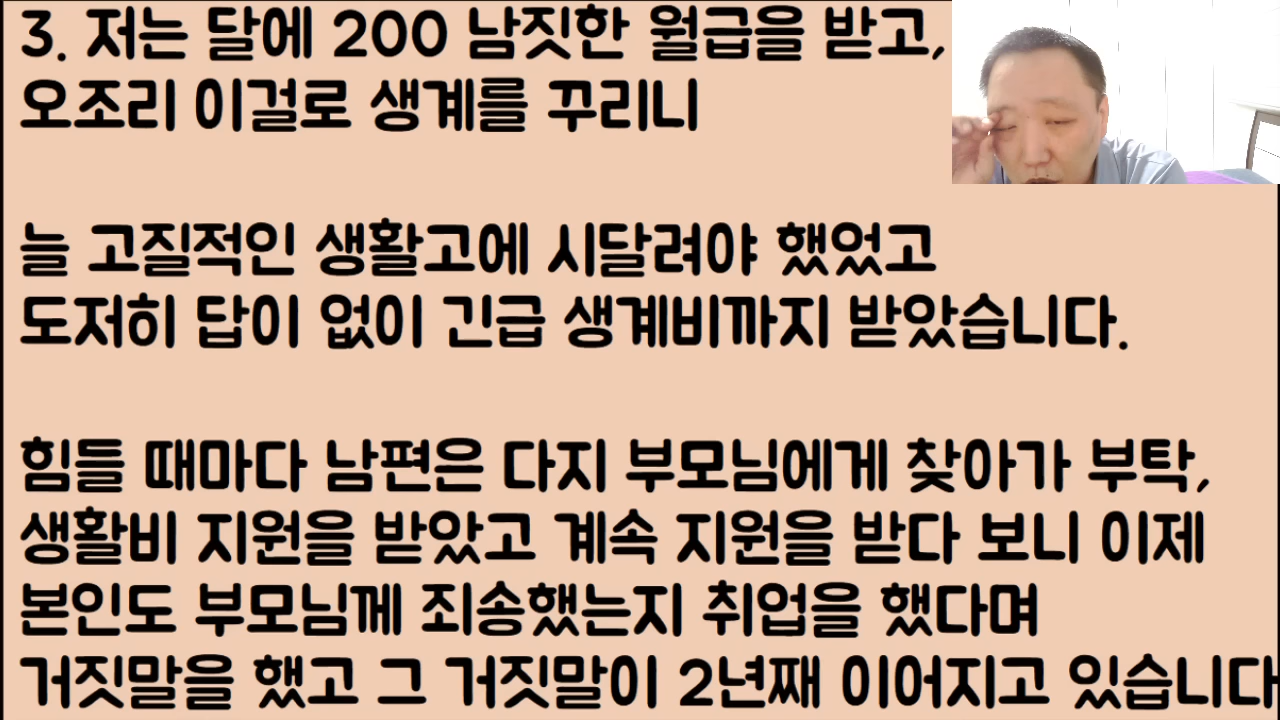 3. 저는 달에 200 남짓한 월급을 받고,
오조리 이걸로 생계를 꾸리니
늘 고질적인 생활고에 시달려야 했었고
도저히 답이 없이 긴급 생계비까지 받았습니다.
힘들 때마다 남편은 다지 부모님에게 찾아가 부탁,
생활비 지원을 받았고 계속 지원을 받다 보니 이제
본인도 부모님께 죄송했는지 취업을 했다며
거짓말을 했고 그 거짓말이 2년째 이어지고 있습니다